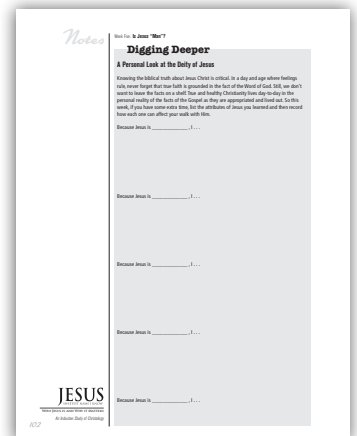 Notes
Week Five Is Jesus "Man"?
Digging Deeper
A Personal Look at the Deity of Jesus
Knowing the biblical truth about Jesus Christ is critical. In a day and age where feelings
rule, never forget that true faith is grounded in the fact of the Word of God. Still, we don't
want to leave the facts on a shelf! True and healthy Christianity lives day-to-day in the
personal reality of the facts of the Gospel as they are appropriated and lived out. So this
week, if you have some extra time, list the attributes of Jesus you learned and then record
how each one can affect your walk with Him.
Because Jesus is ______________, I . . .
Because Jesus is ______________, I . . .
Because Jesus is ______________, I . . .
Because Jesus is ______________, I . . .
Because Jesus is ______________, I . . .
JESUS
An Inductive Study of Christology
102